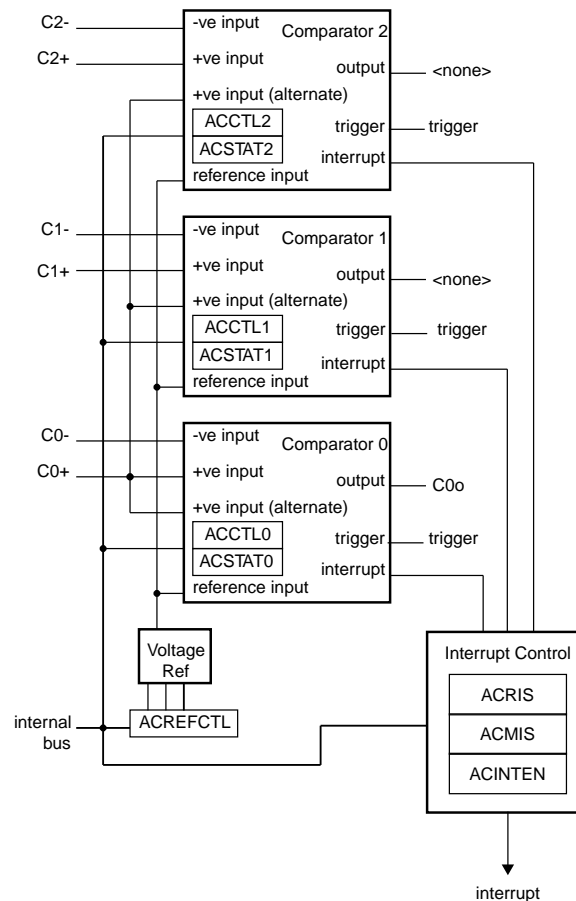 C2-
-ve input
Comparator 2
C2+
+ve input
output
<none>
+ve input (alternate)
ACCTL2
trigger
trigger
ACSTAT2
interrupt
reference input
C1-
-ve input
Comparator 1
C1+
+ve input
output
<none>
+ve input (alternate)
ACCTL1
trigger
trigger
ACSTAT1
interrupt
reference input
C0-
-ve input
Comparator 0
C0+
+ve input
output
C0o
+ve input (alternate)
ACCTL0
trigger
trigger
ACSTAT0
interrupt
reference input
Voltage
Ref
Interrupt Control
ACRIS
internal
bus
ACREFCTL
ACMIS
ACINTEN
interrupt